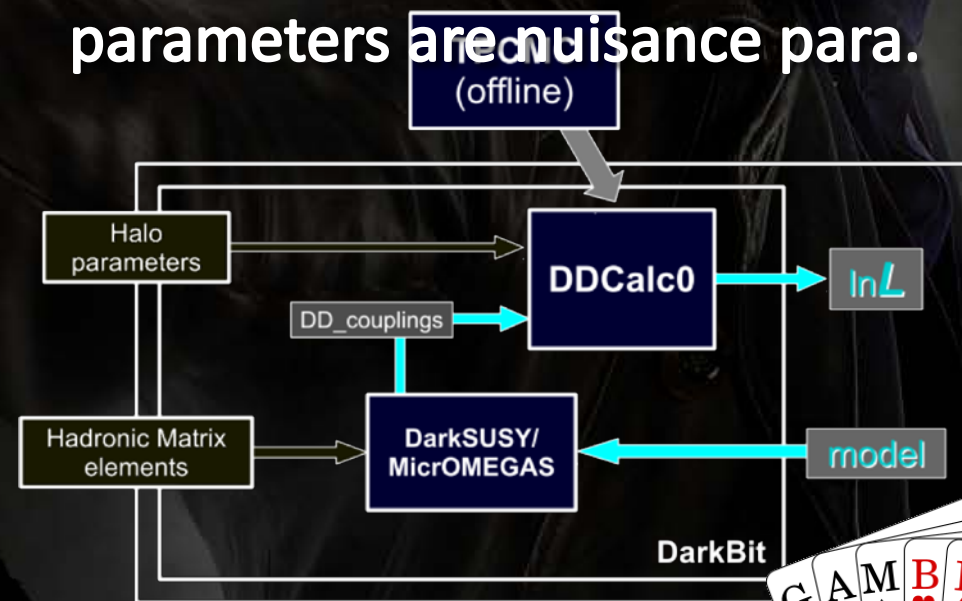 parameters are nuisance para.
(offline)
Halo
parameters
DDCalc0
lnL
DD_couplings
Hadronic Matrix
elements
DarkSUSY/
MicrOMEGAS
model
DarkBit
GAMB